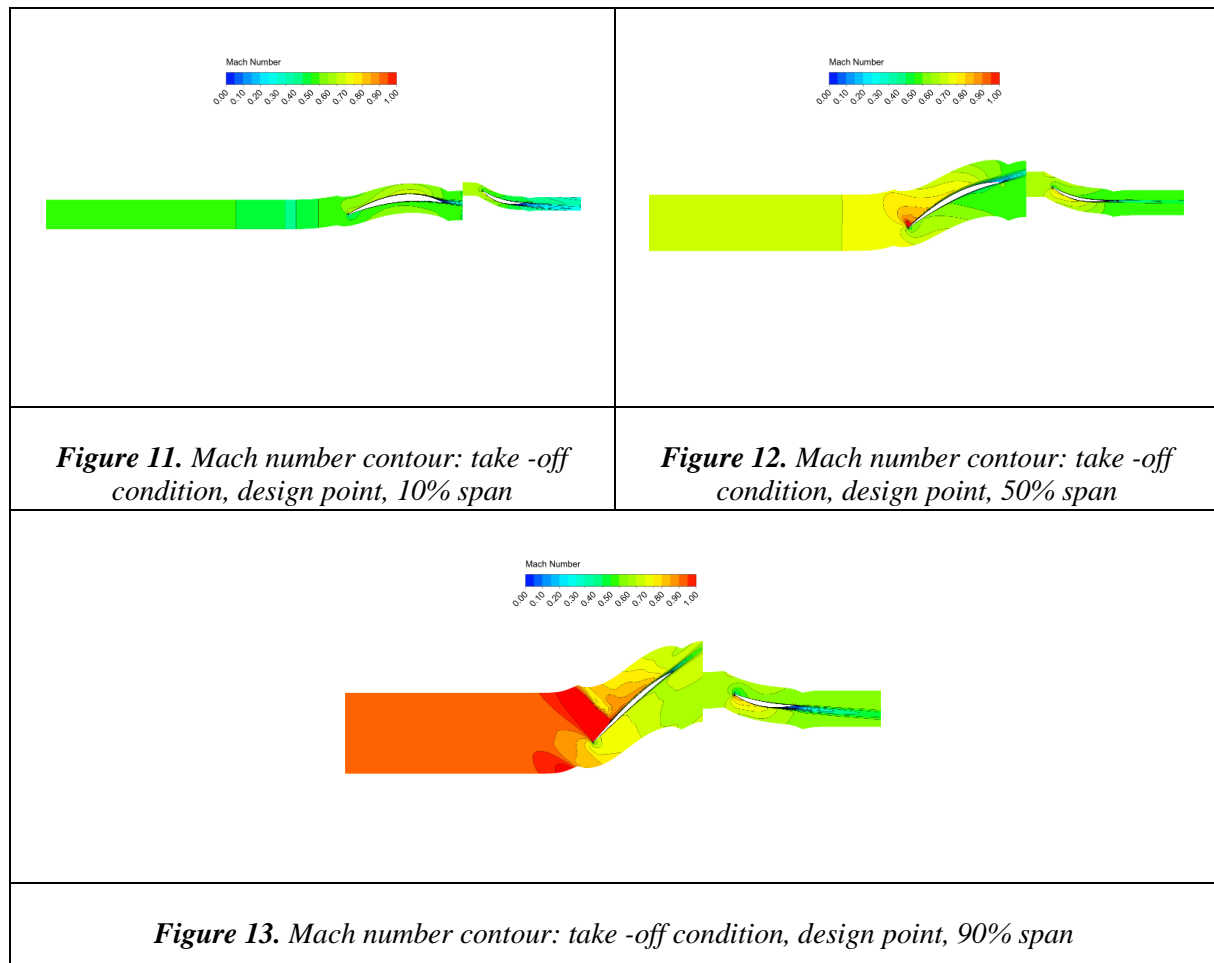 Mach Number
0.00 0.10 0.20 0.30 0.40 0.50 0.60 0.70 0.80 0.90 1.00
Mach Number
0.00 0.10 0.20 0.30 0.40 0.50 0.60 0.70 0.80 0.90 1.00
Figure 11. Mach number contour: take -off
condition, design point, 10% span
Figure 12. Mach number contour: take -off
condition, design point, 50% span
Mach Number
0.00 0.10 0.20 0.30 0.40 0.50 0.60 0.70 0.80 0.90 1.00
Figure 13. Mach number contour: take -off condition, design point, 90% span